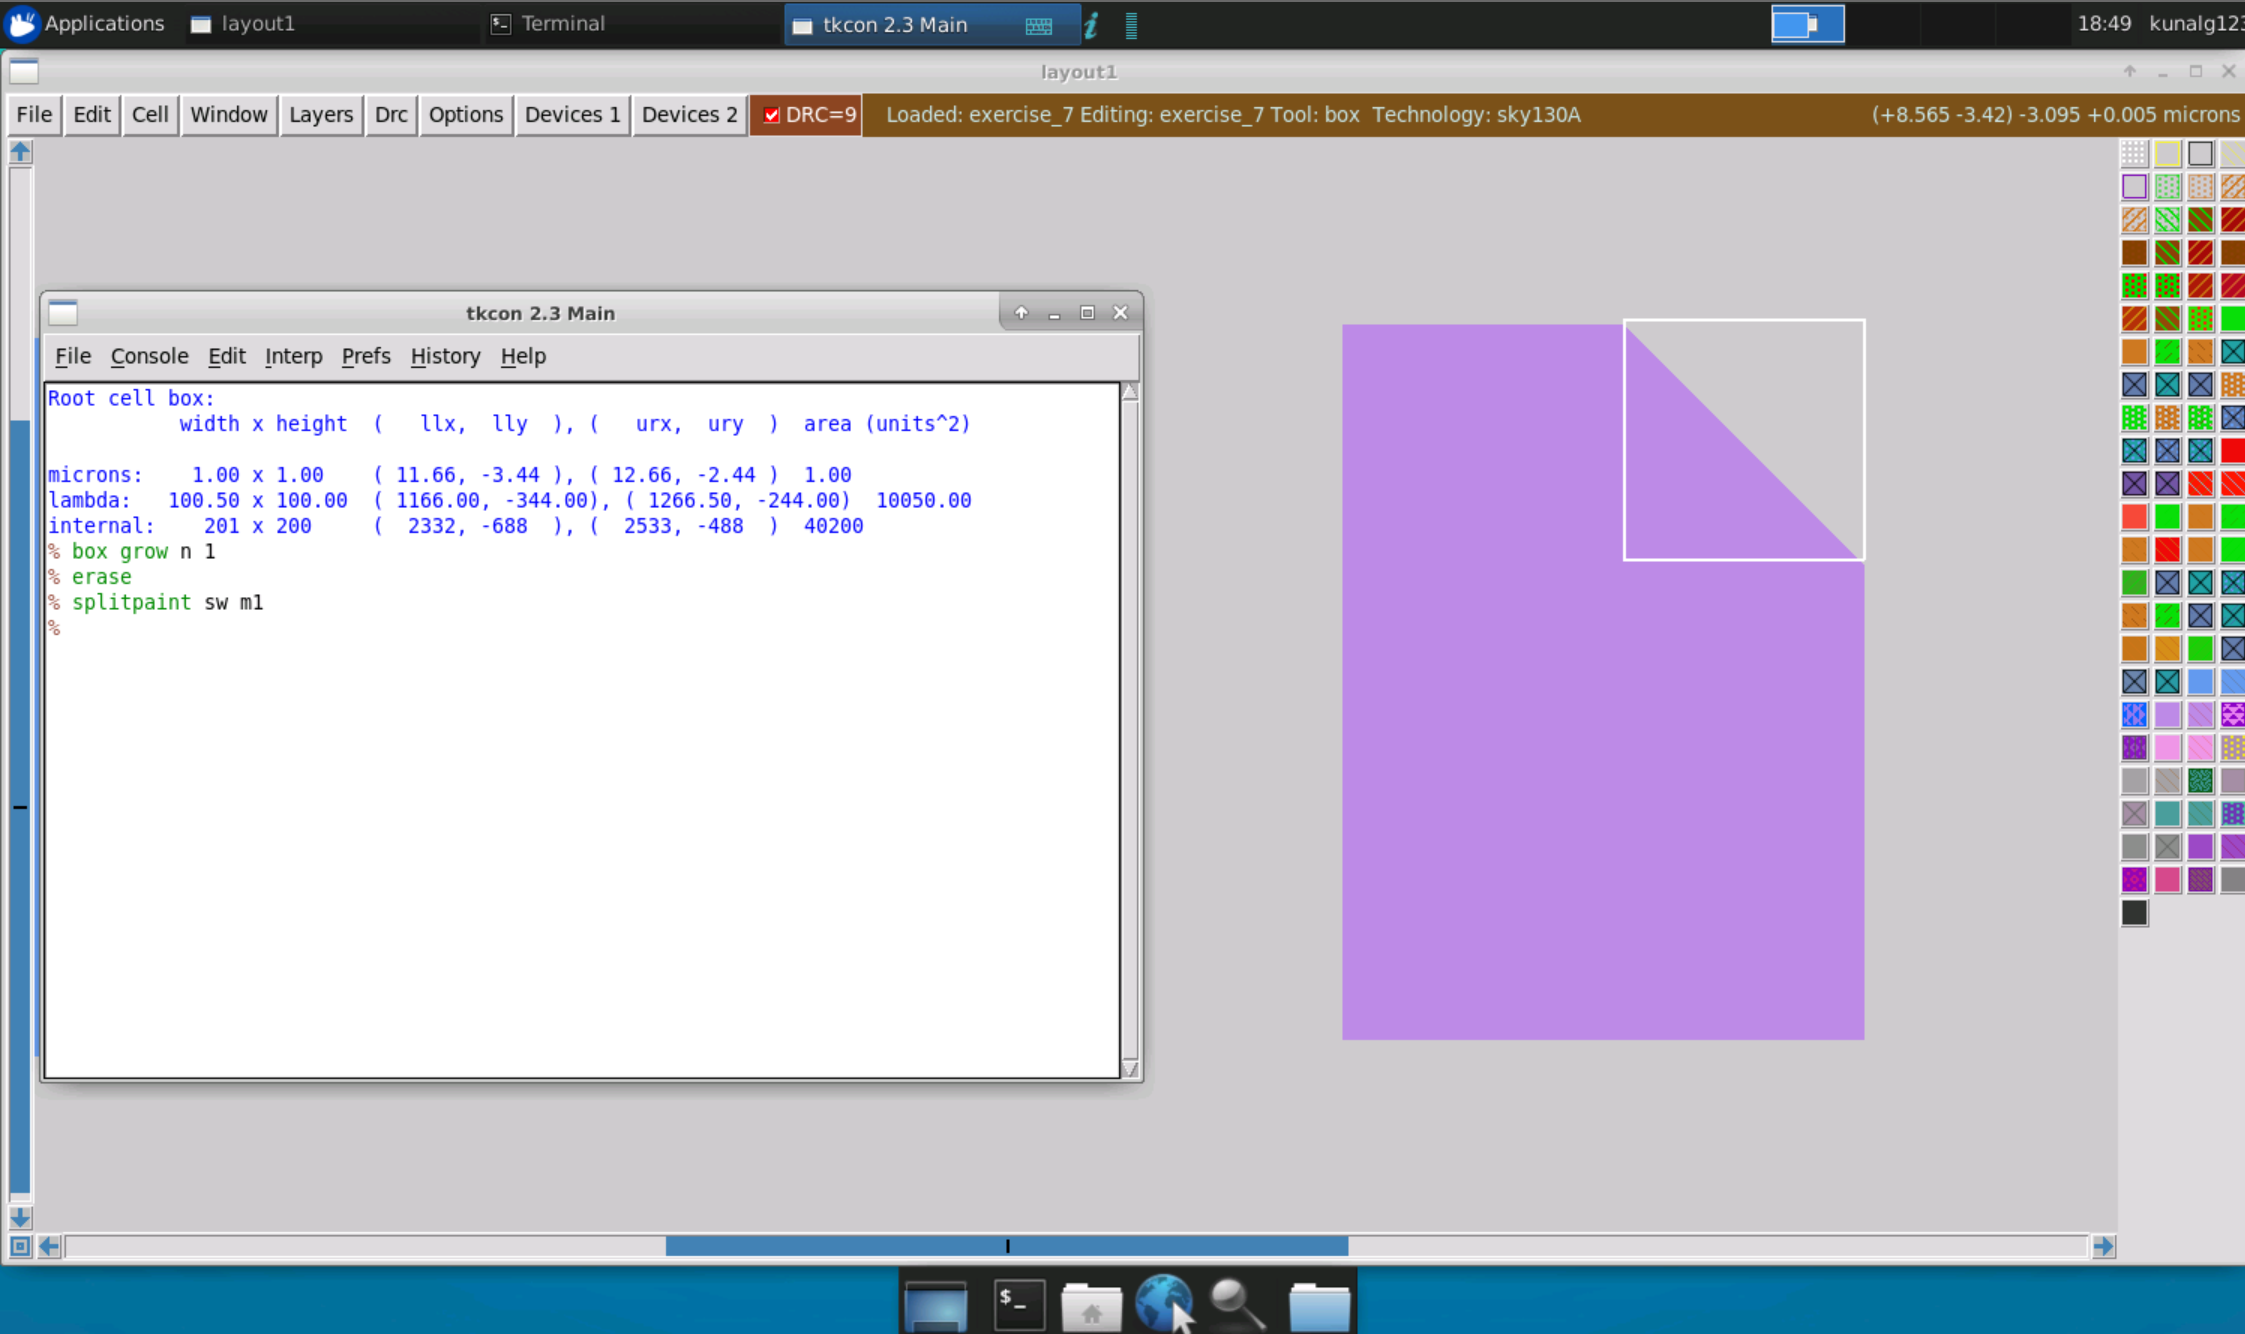 Applications layout1 Terminal tkcon 2.3 Main 18:49 kunalg123
layout1
File Edit Cell Window Layers Drc Options Devices 1 Devices 2 DRC=9 Loaded: exercise_7 Editing: exercise_7 Tool: box Technology: sky130A (+8.565 -3.42) -3.095 +0.005 microns
tkcon 2.3 Main
File Console Edit Interp Prefs History Help
Root cell box:
width x height ( llx, lly ), ( urx, ury ) area (units^2)
microns: 1.00 x 1.00 ( 11.66, -3.44 ), ( 12.66, -2.44 ) 1.00
lambda: 100.50 x 100.00 ( 1166.00, -344.00), ( 1266.50, -244.00) 10050.00
internal: 201 x 200 ( 2332, -688 ), ( 2533, -488 ) 40200
% box grow n 1
% erase
% splitpaint sw m1
%
$_